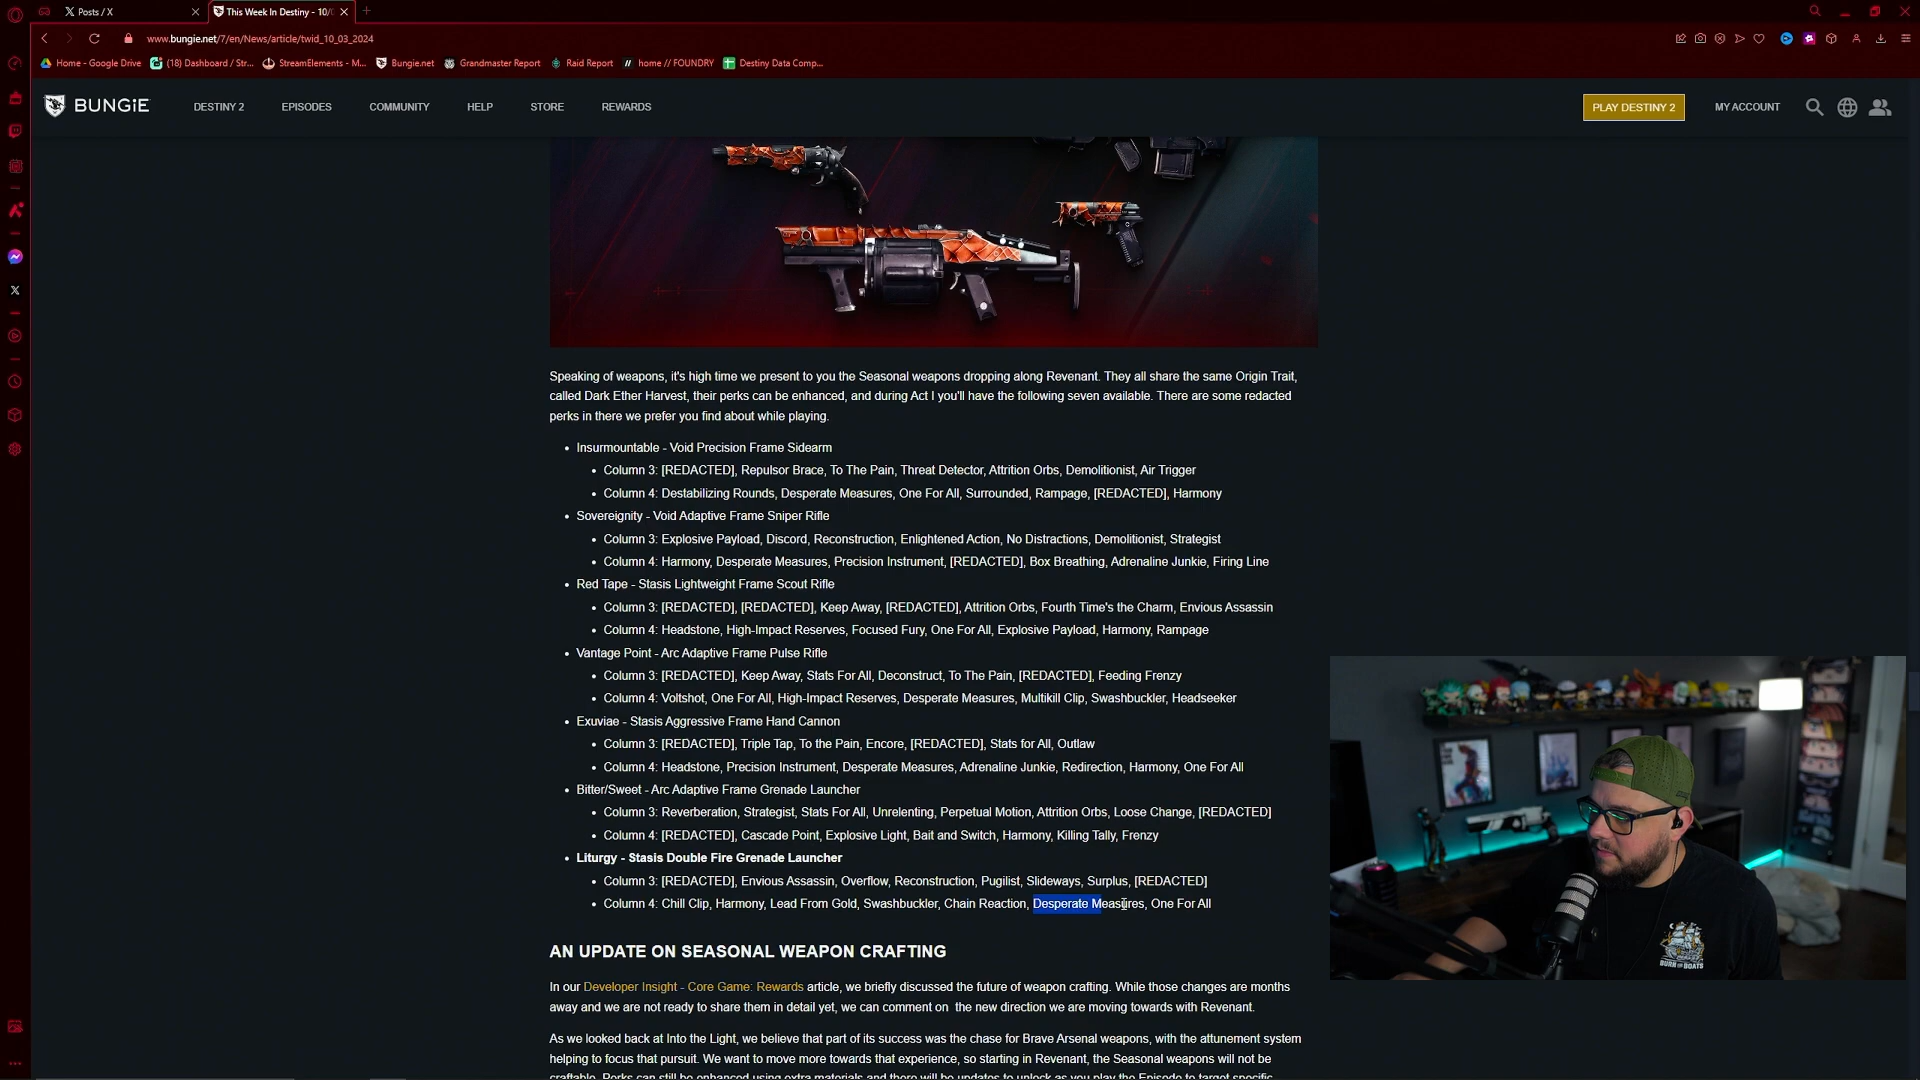 Posts / X
This Week In Destiny - 10/
www.bungie.net/7/en/News/article/twid_10_03_2024
Home - Google Drive
(18) Dashboard / Str...
StreamElements - M...
Bungie.net
Grandmaster Report
Raid Report
home // FOUNDRY
Destiny Data Comp...
BUNGiE
DESTINY 2
EPISODES
COMMUNITY
HELP
STORE
REWARDS
PLAY DESTINY 2
MY ACCOUNT
Speaking of weapons, it's high time we present to you the Seasonal weapons dropping along Revenant. They all share the same Origin Trait,
called Dark Ether Harvest, their perks can be enhanced, and during Act I you'll have the following seven available. There are some redacted
perks in there we prefer you find about while playing.
Insurmountable - Void Precision Frame Sidearm
Column 3: [REDACTED], Repulsor Brace, To The Pain, Threat Detector, Attrition Orbs, Demolitionist, Air Trigger
Column 4: Destabilizing Rounds, Desperate Measures, One For All, Surrounded, Rampage, [REDACTED], Harmony
Sovereignity - Void Adaptive Frame Sniper Rifle
Column 3: Explosive Payload, Discord, Reconstruction, Enlightened Action, No Distractions, Demolitionist, Strategist
Column 4: Harmony, Desperate Measures, Precision Instrument, [REDACTED], Box Breathing, Adrenaline Junkie, Firing Line
Red Tape - Stasis Lightweight Frame Scout Rifle
Column 3: [REDACTED], [REDACTED], Keep Away, [REDACTED], Attrition Orbs, Fourth Time's the Charm, Envious Assassin
Column 4: Headstone, High-Impact Reserves, Focused Fury, One For All, Explosive Payload, Harmony, Rampage
Vantage Point - Arc Adaptive Frame Pulse Rifle
Column 3: [REDACTED], Keep Away, Stats For All, Deconstruct, To The Pain, [REDACTED], Feeding Frenzy
Column 4: Voltshot, One For All, High-Impact Reserves, Desperate Measures, Multikill Clip, Swashbuckler, Headseeker
Exuviae - Stasis Aggressive Frame Hand Cannon
Column 3: [REDACTED], Triple Tap, To the Pain, Encore, [REDACTED], Stats for All, Outlaw
Column 4: Headstone, Precision Instrument, Desperate Measures, Adrenaline Junkie, Redirection, Harmony, One For All
Bitter/Sweet - Arc Adaptive Frame Grenade Launcher
Column 3: Reverberation, Strategist, Stats For All, Unrelenting, Perpetual Motion, Attrition Orbs, Loose Change, [REDACTED]
Column 4: [REDACTED], Cascade Point, Explosive Light, Bait and Switch, Harmony, Killing Tally, Frenzy
Liturgy - Stasis Double Fire Grenade Launcher
Column 3: [REDACTED], Envious Assassin, Overflow, Reconstruction, Pugilist, Slideways, Surplus, [REDACTED]
Column 4: Chill Clip, Harmony, Lead From Gold, Swashbuckler, Chain Reaction, Desperate Measures, One For All
AN UPDATE ON SEASONAL WEAPON CRAFTING
In our Developer Insight - Core Game: Rewards article, we briefly discussed the future of weapon crafting. While those changes are months
away and we are not ready to share them in detail yet, we can comment on the new direction we are moving towards with Revenant.
As we looked back at Into the Light, we believe that part of its success was the chase for Brave Arsenal weapons, with the attunement system
helping to focus that pursuit. We want to move more towards that experience, so starting in Revenant, the Seasonal weapons will not be
craftable. Perks can still be enhanced using extra materials and there will be updates to unlock as you play the Episode to target specific
BURN THE BOATS